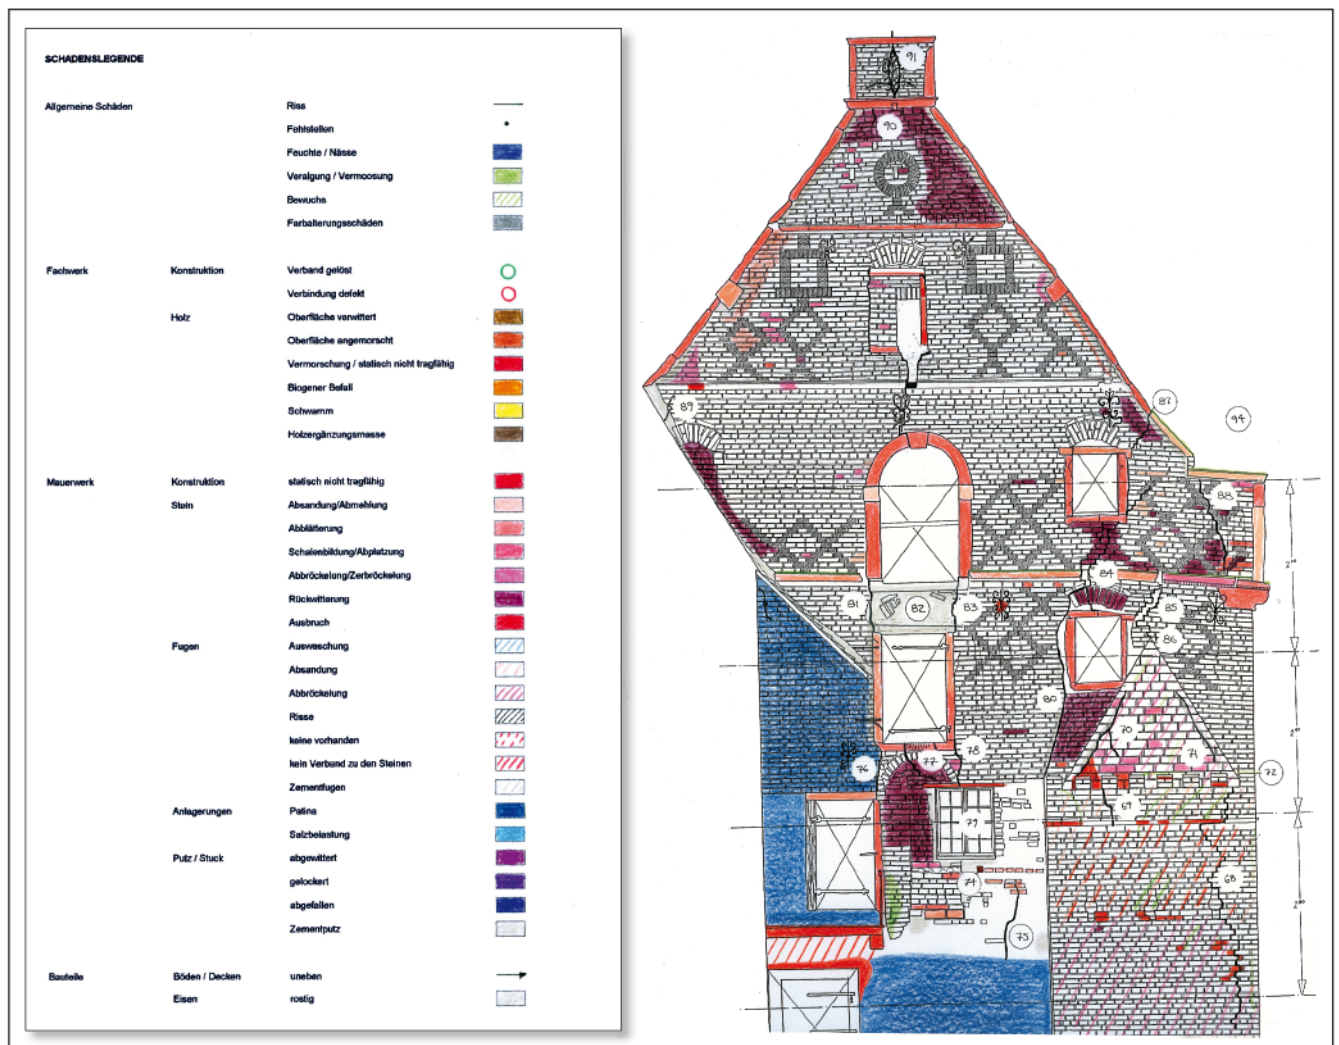 SCHADENSLEGENDE
Allgemeine Schäden Riss
Fehlstellen
Feuchte / Nässe
Veralgung / Vermoosung
Bewuchs
Farballerungsschäden
Fachwerk Konstruktion Verband gelöst
Verbindung defekt
Holz Oberfläche verwittert
Oberfläche angemorscht
Vermorschung / statisch nicht tragfähig
Biogener Befall
Schwamm
Holzergänzungsmasse
Mauerwerk Konstruktion statisch nicht tragfähig
Stein Absandung/Abmehlung
Abblätterung
Schalenbildung/Abplatzung
Abbröckelung/Zerbröckelung
Rückwitterung
Ausbruch
Fugen Auswaschung
Absandung
Abbröckelung
Risse
keine vorhanden
kein Verband zu den Steinen
Zementfugen
Anlagerungen Patina
Salzbelastung
Putz / Stuck abgewittert
gelockert
abgefallen
Zementputz
Bauteile Böden / Decken uneben
Eisen rostig
91
90
89
87
94
88
84
81
82
83
85
86
80
70
71
72
76
77
78
79
69
68
74
75